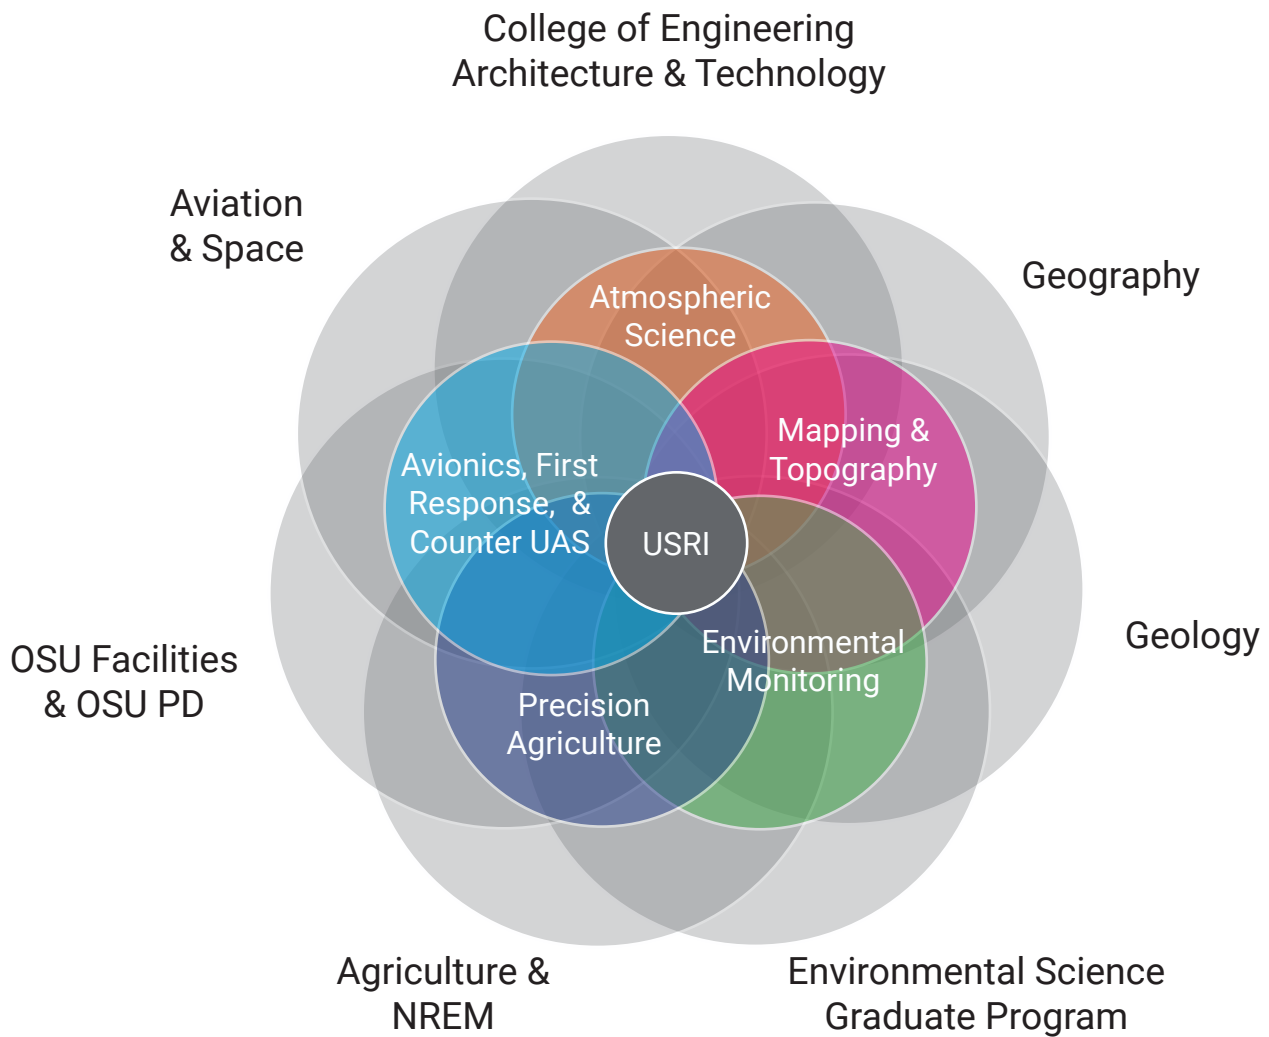 College of Engineering
Architecture & Technology
Aviation
& Space
Geography
Atmospheric
Science
Mapping &
Topography
Avionics, First
Response, &
Counter UAS
USRI
Environmental
Monitoring
Geology
OSU Facilities
& OSU PD
Precision
Agriculture
Agriculture &
NREM
Environmental Science
Graduate Program